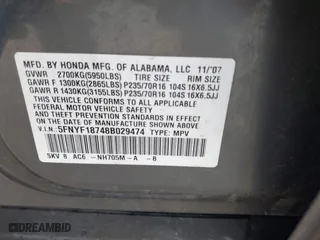 MFD. BY HONDA MFG. OF ALABAMA, LLC 11/'07
GVWR 2700KG(5950LBS) TIRE SIZE RIM SIZE
GAWR F 1300KG(2865LBS) P235/70R16 104S 16X6.5JJ
GAWR R 1430KG(3155LBS) P235/70R16 104S 16X6.5JJ
THIS VEHICLE CONFORMS TO ALL APPLICABLE
FEDERAL MOTOR VEHICLE SAFETY STANDARDS
IN EFFECT ON THE DATE OF MANUFACTURE
SHOWN ABOVE.
V.I.N.: 5FNYF18748B029474 TYPE: MPV
SKV 8 AC6 -NH705M-A -B
DREAMBID